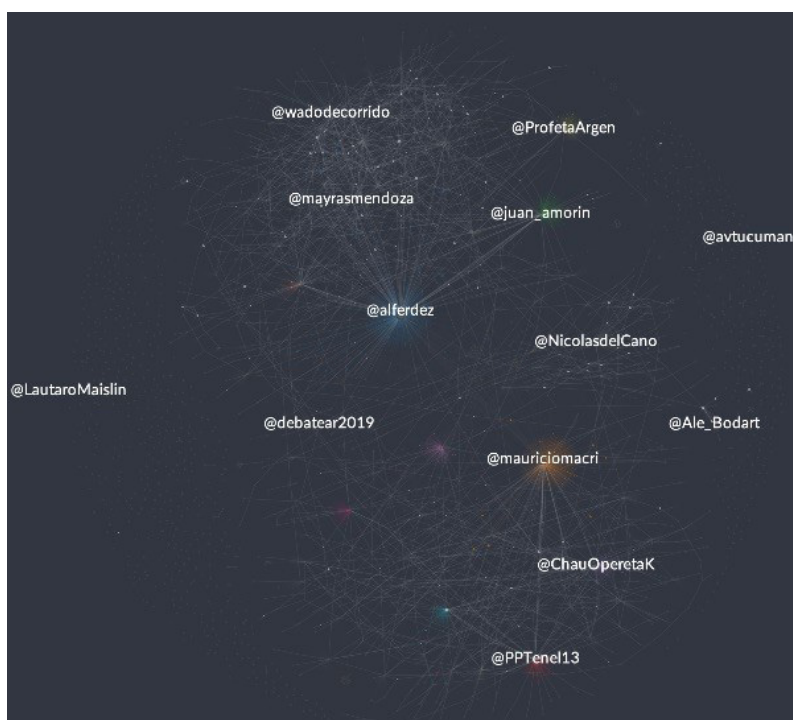 @wadodecorrido
@ProfetaArgen
@mayrasmendoza
@juan_amorin
@avtucuman
@alferdez
@NicolasdelCano
@LautaroMaislin
@debatear2019
@Ale_Bodart
@mauriciomacri
@ChauOperetaK
@PPTenel13